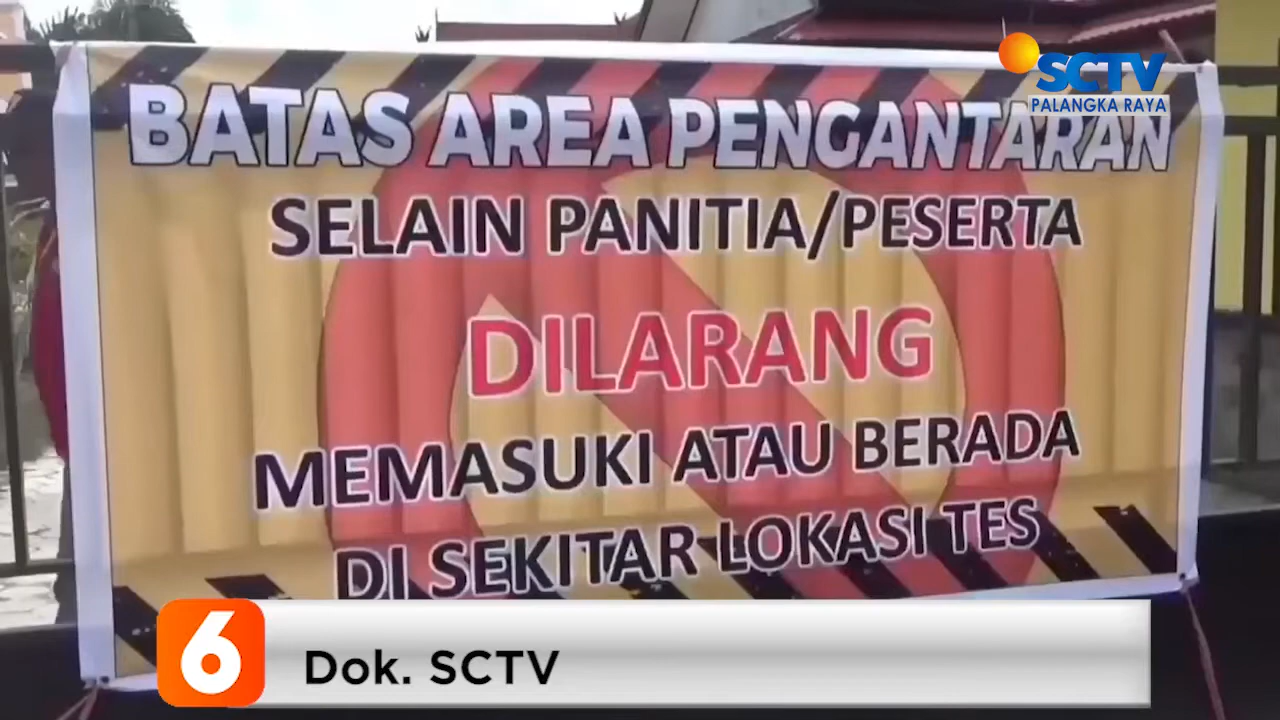 SCTV
PALANGKA RAYA
BATAS AREA PENGANTARAN
SELAIN PANITIA/PESERTA
DILARANG
MEMASUKI ATAU BERADA
DI SEKITAR LOKASI TES
6
Dok. SCTV